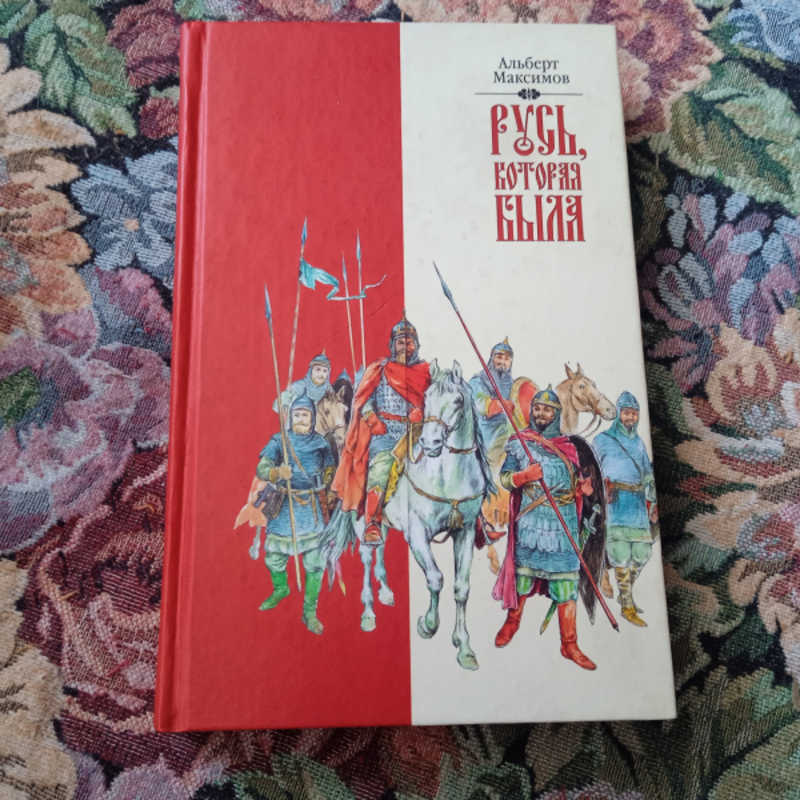 Альберт
Максимов
РУСЬ,
КОТОРАЯ
БЫЛА